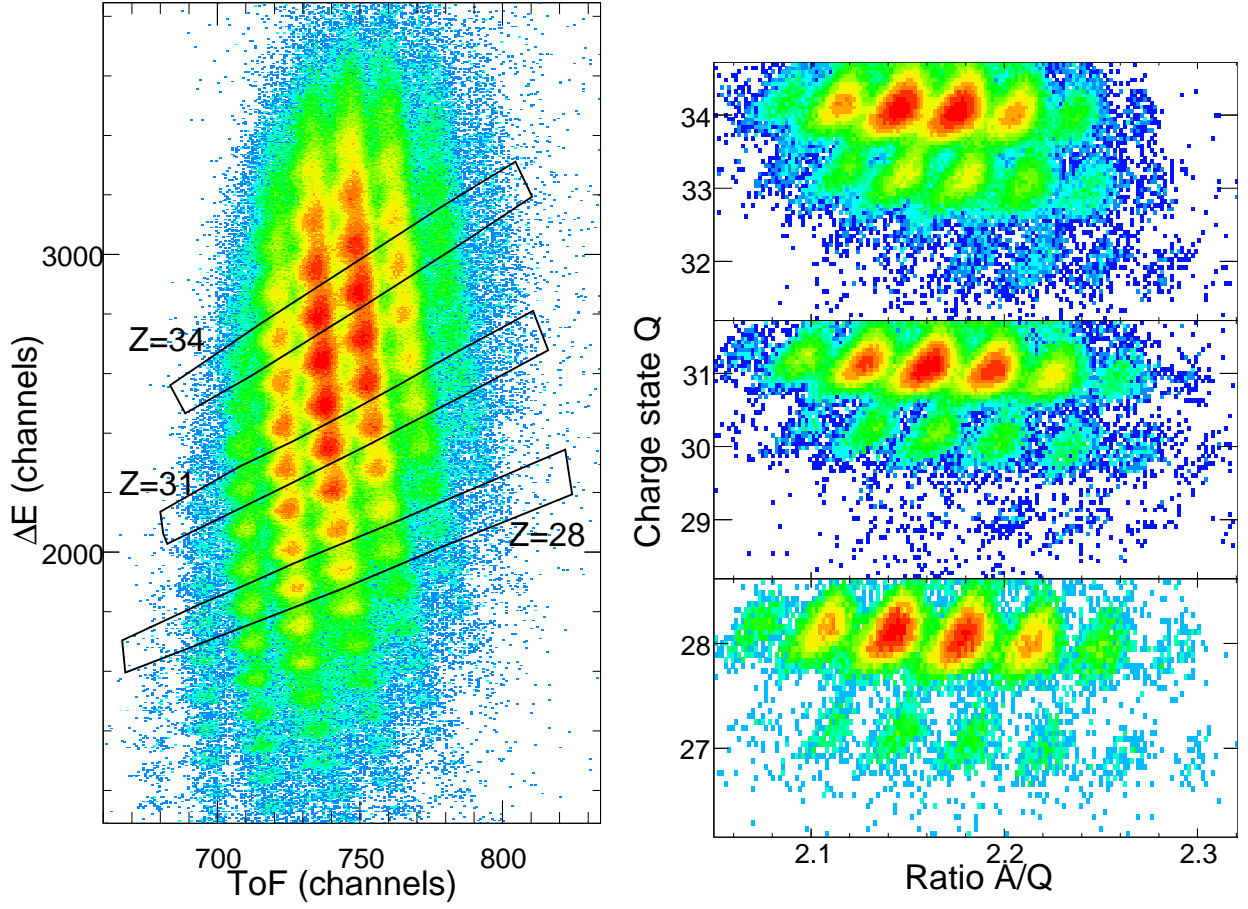 3000
2000
ΔE (channels)
Z=34
Z=31
Z=28
700
750
800
ToF (channels)
34
33
32
31
30
29
28
27
Charge state Q
2.1
2.2
2.3
Ratio A/Q